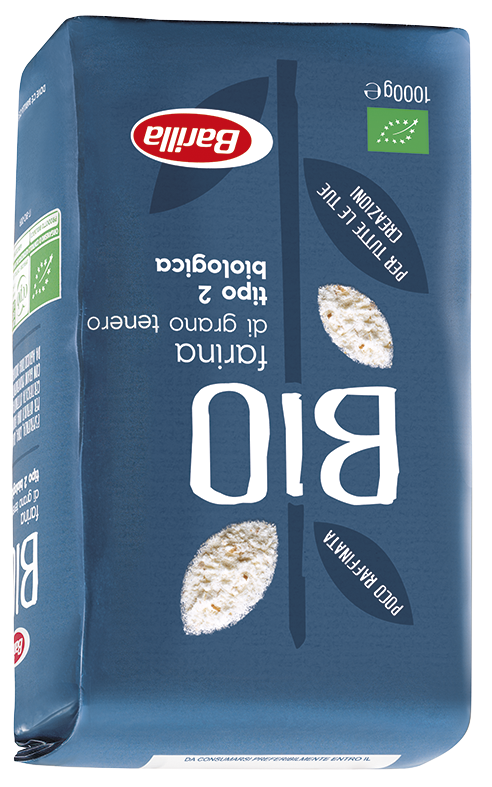 POCO RAFFINATA
BIO
farina
di grano tenero
tipo 2
biologica
PER TUTTE LE TUE
CREAZIONI
Barilla
1000g ℮
DA CONSUMARSI PREFERIBILMENTE ENTRO IL
BIO
farina
di grano
tipo 2